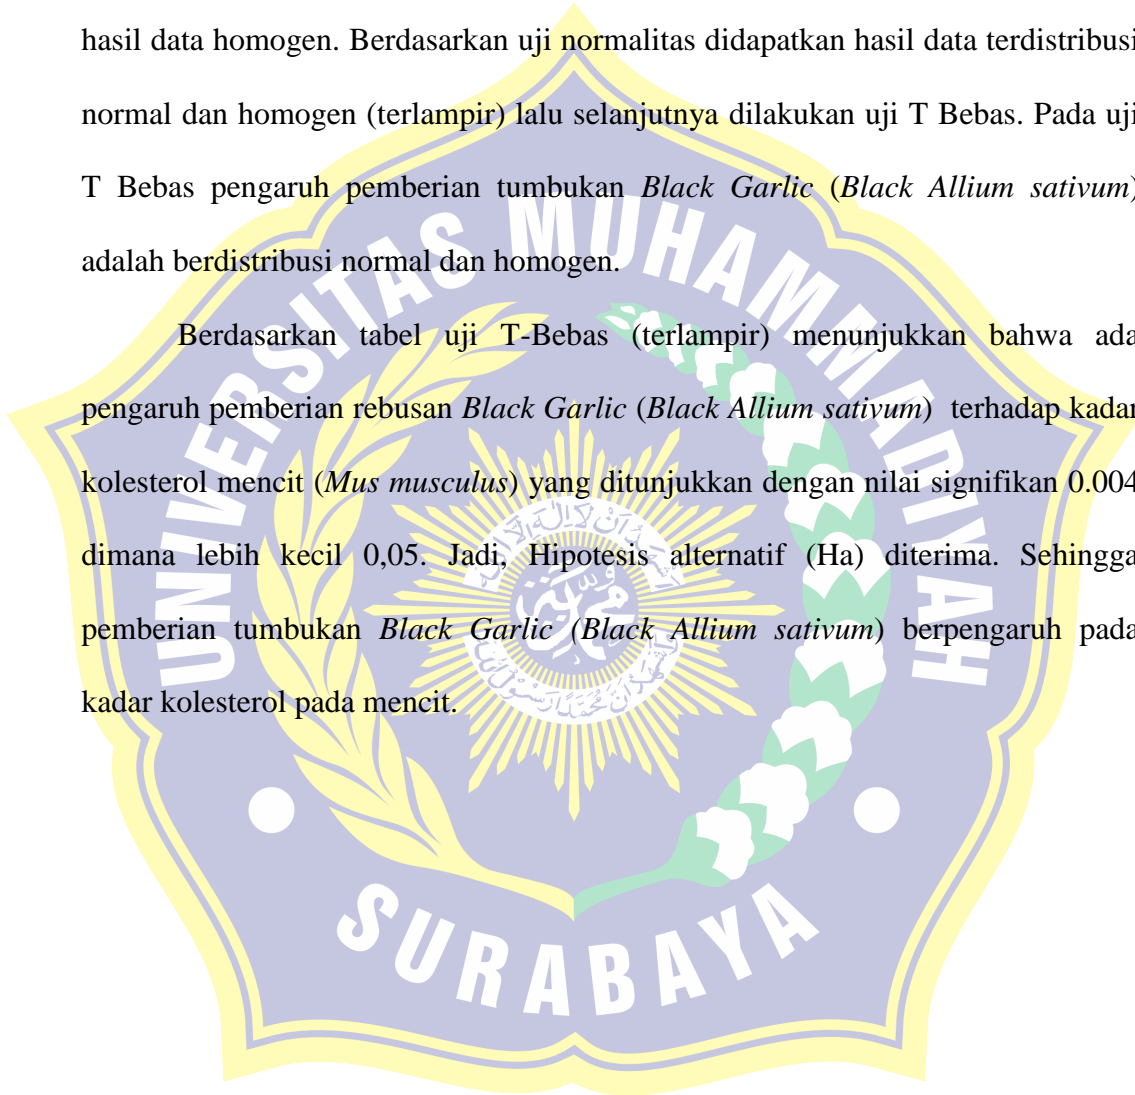 hasil data homogen. Berdasarkan uji normalitas didapatkan hasil data terdistribusi
normal dan homogen (terlampir) lalu selanjutnya dilakukan uji T Bebas. Pada uji
T Bebas pengaruh pemberian tumbukan Black Garlic (Black Allium sativum)
adalah berdistribusi normal dan homogen.
Berdasarkan tabel uji T-Bebas (terlampir) menunjukkan bahwa ada
pengaruh pemberian rebusan Black Garlic (Black Allium sativum) terhadap kadar
kolesterol mencit (Mus musculus) yang ditunjukkan dengan nilai signifikan 0.004
dimana lebih kecil 0,05. Jadi, Hipotesis alternatif (Ha) diterima. Sehingga
pemberian tumbukan Black Garlic (Black Allium sativum) berpengaruh pada
kadar kolesterol pada mencit.
UNIVERSITAS MUHAMMADIYAH
SURABAYA